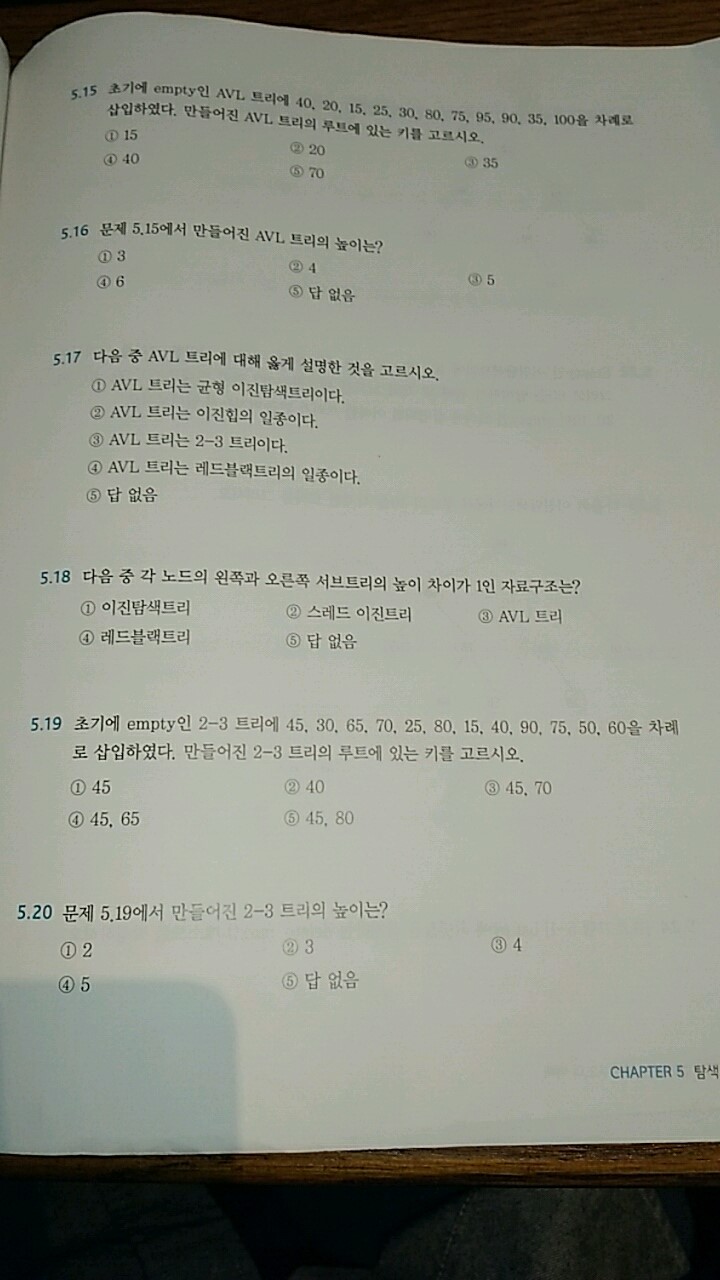 5.15 초기에 empty인 AVL 트리에 40, 20, 15, 25, 30, 80, 75, 95, 90, 35, 100을 차례로
삽입하였다. 만들어진 AVL 트리의 루트에 있는 키를 고르시오.
① 15 ② 20 ③ 35
④ 40 ⑤ 70
5.16 문제 5.15에서 만들어진 AVL 트리의 높이는?
① 3 ② 4 ③ 5
④ 6 ⑤ 답 없음
5.17 다음 중 AVL 트리에 대해 옳게 설명한 것을 고르시오.
① AVL 트리는 균형 이진탐색트리이다.
② AVL 트리는 이진힙의 일종이다.
③ AVL 트리는 2-3 트리이다.
④ AVL 트리는 레드블랙트리의 일종이다.
⑤ 답 없음
5.18 다음 중 각 노드의 왼쪽과 오른쪽 서브트리의 높이 차이가 1인 자료구조는?
① 이진탐색트리 ② 스레드 이진트리 ③ AVL 트리
④ 레드블랙트리 ⑤ 답 없음
5.19 초기에 empty인 2-3 트리에 45, 30, 65, 70, 25, 80, 15, 40, 90, 75, 50, 60을 차례
로 삽입하였다. 만들어진 2-3 트리의 루트에 있는 키를 고르시오.
① 45 ② 40 ③ 45, 70
④ 45, 65 ⑤ 45, 80
5.20 문제 5.19에서 만들어진 2-3 트리의 높이는?
① 2 ② 3 ③ 4
④ 5 ⑤ 답 없음
CHAPTER 5 탐색